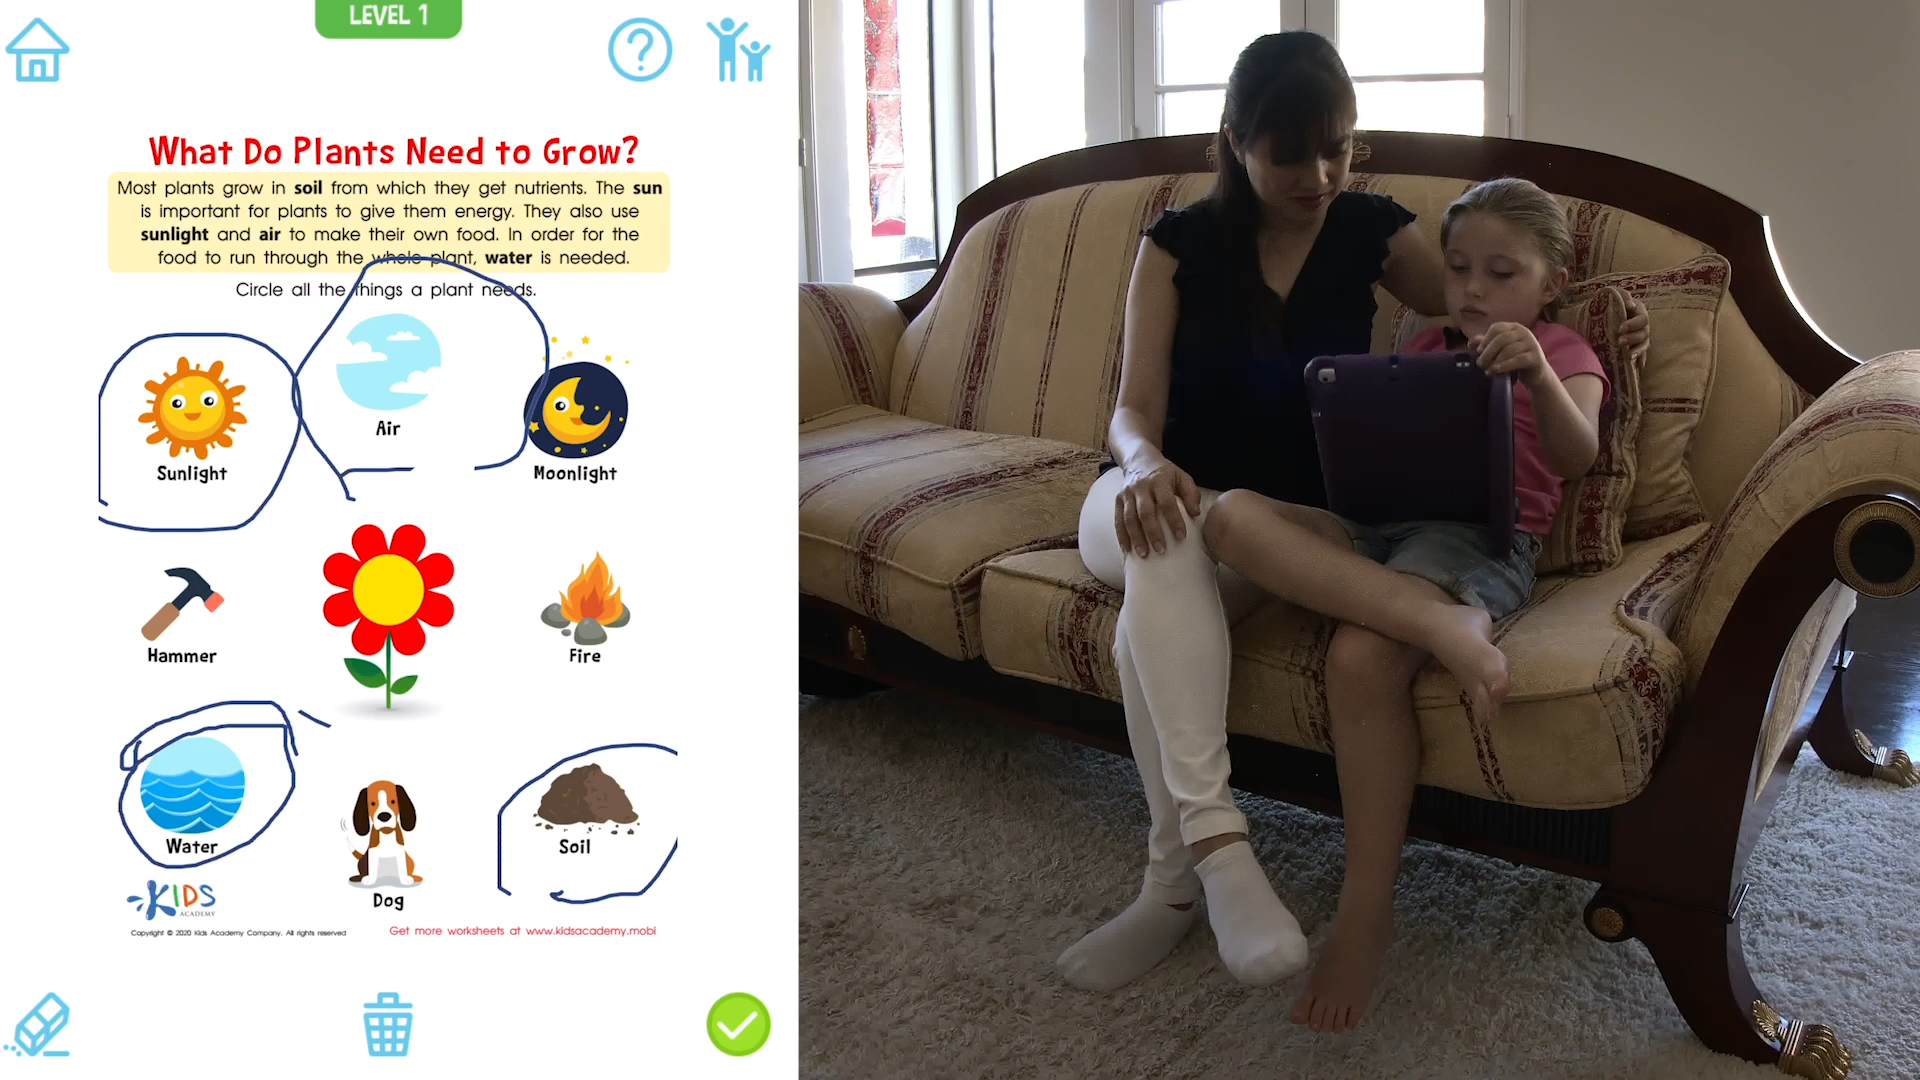 LEVEL 1
What Do Plants Need to Grow?
Most plants grow in soil from which they get nutrients. The sun
is important for plants to give them energy. They also use
sunlight and air to make their own food. In order for the
food to run through the whole plant, water is needed.
Circle all the things a plant needs.
Air
Sunlight
Moonlight
Hammer
Fire
Water
Soil
Dog
KIDS
ACADEMY
Copyright © 2020 Kids Academy Company. All rights reserved
Get more worksheets at www.kidsacademy.mobi